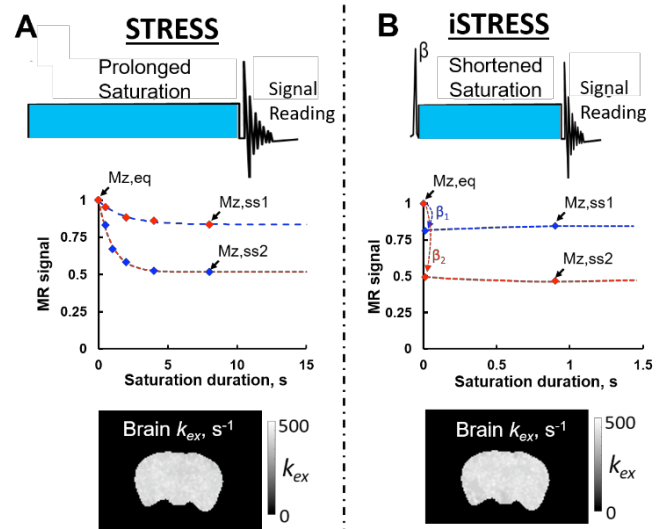 A
STRESS
Prolonged
Saturation
Signal
Reading
Mz,eq
Mz,ss1
Mz,ss2
MR signal
1
0.75
0.5
0.25
0
0
5
10
15
Saturation duration, s
Brain kex, s-1
500
kex
0
B
iSTRESS
β
Shortened
Saturation
Signal
Reading
Mz,eq
β1
β2
Mz,ss1
Mz,ss2
MR signal
1
0.75
0.5
0.25
0
0
0.5
1
1.5
Saturation duration, s
Brain kex, s-1
500
kex
0